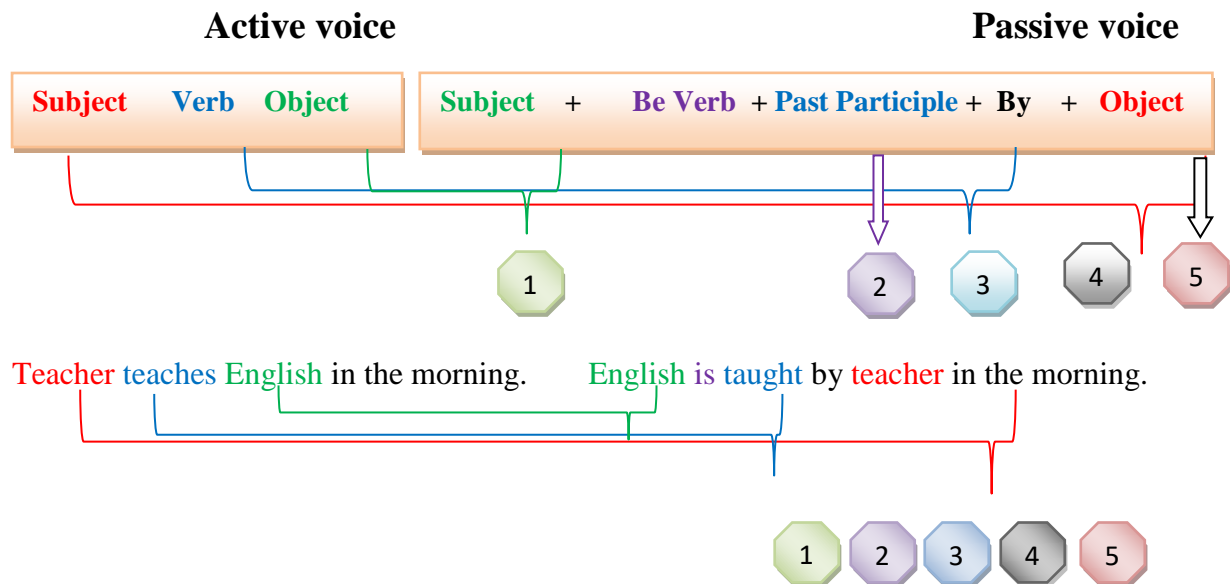 Active voice Passive voice
Subject Verb Object Subject + Be Verb + Past Participle + By + Object
1 2 3 4 5
Teacher teaches English in the morning. English is taught by teacher in the morning.
1 2 3 4 5